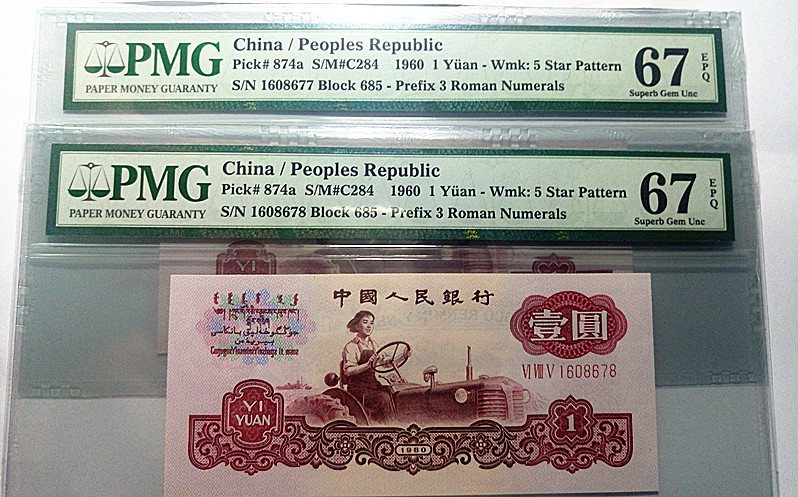 PMG
PAPER MONEY GUARANTY
China / Peoples Republic
Pick# 874a S/M#C284 1960 1 Yüan - Wmk: 5 Star Pattern
S/N 1608677 Block 685 - Prefix 3 Roman Numerals
67
EPQ
Superb Gem Unc
PMG
PAPER MONEY GUARANTY
China / Peoples Republic
Pick# 874a S/M#C284 1960 1 Yüan - Wmk: 5 Star Pattern
S/N 1608678 Block 685 - Prefix 3 Roman Numerals
67
EPQ
Superb Gem Unc
YI
中國人民銀行
壹圓
VI VIII V 1608678
YI
YUAN
1960
1